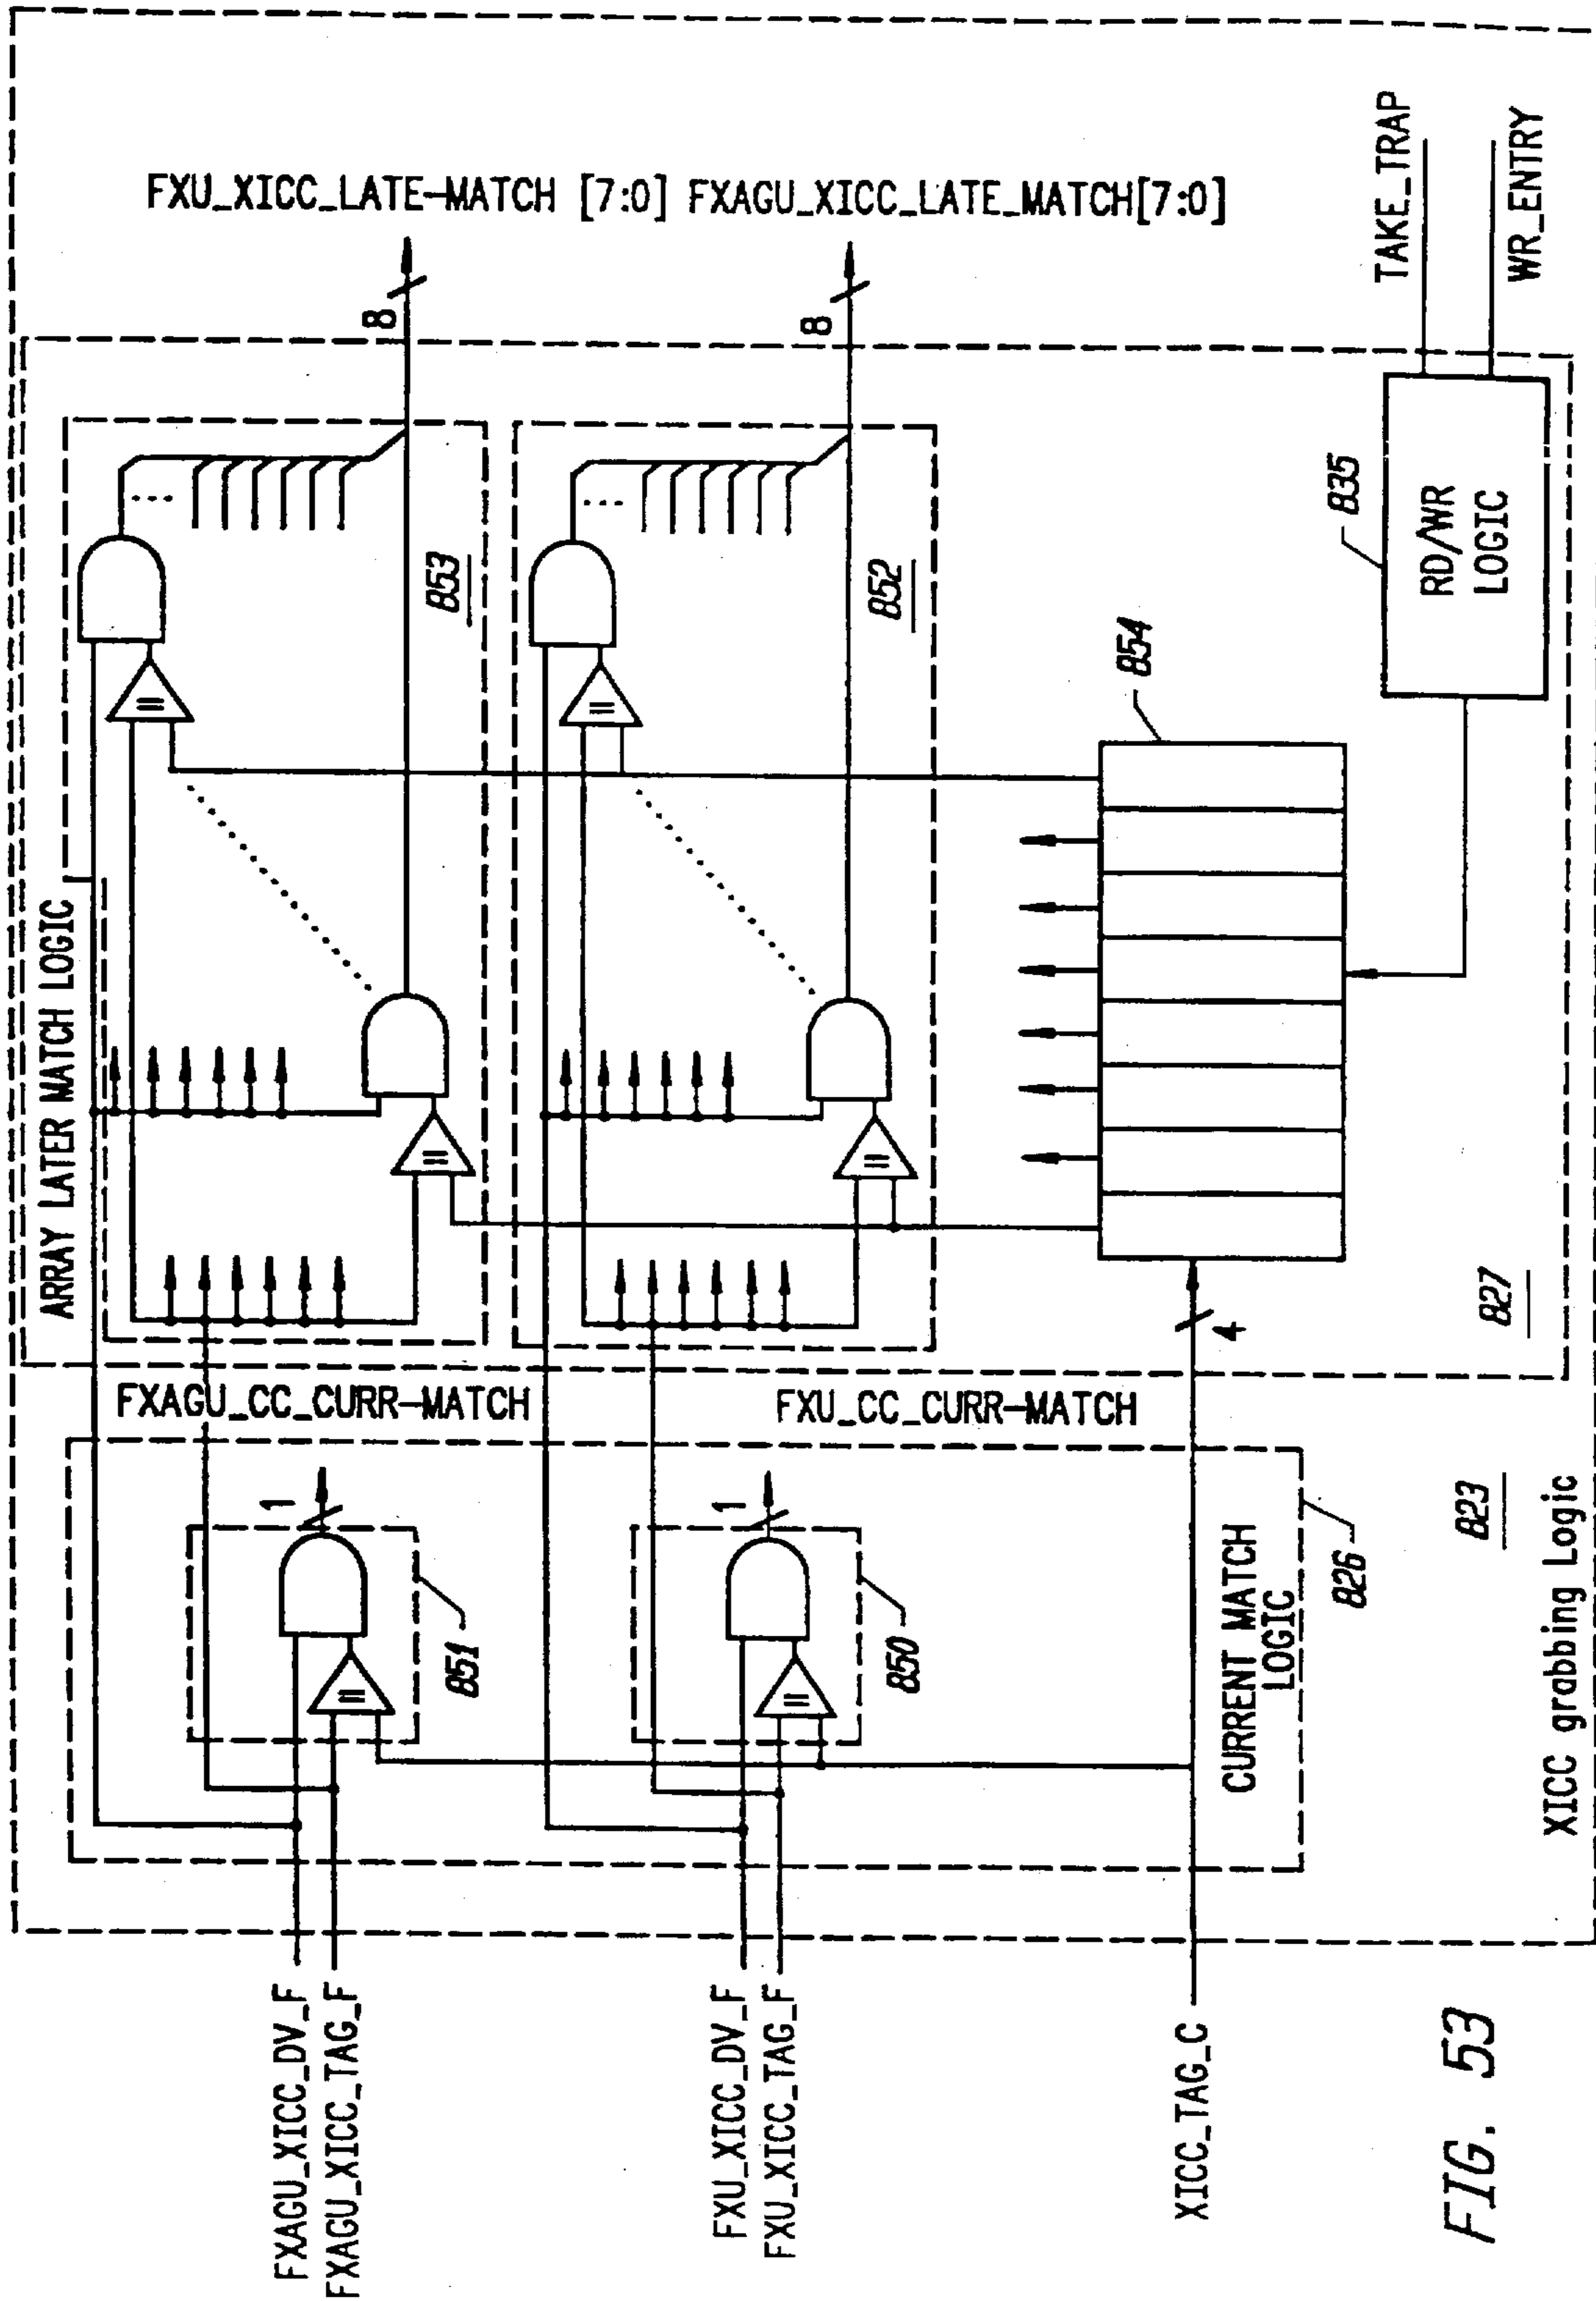 ARRAY LATER MATCH LOGIC
FXU_XICC_LATE-MATCH [7:0]
FXAGU_XICC_LATE_MATCH[7:0]
8
8
853
852
854
835
RD/WR
LOGIC
TAKE_TRAP
WR_ENTRY
827
4
FXAGU_CC_CURR-MATCH
FXU_CC_CURR-MATCH
1
1
851
850
CURRENT MATCH
LOGIC
826
823
XICC grabbing Logic
FXAGU_XICC_DV_F
FXAGU_XICC_TAG_F
FXU_XICC_DV_F
FXU_XICC_TAG_F
XICC_TAG_C
=
=
=
=
=
=
FIG. 53